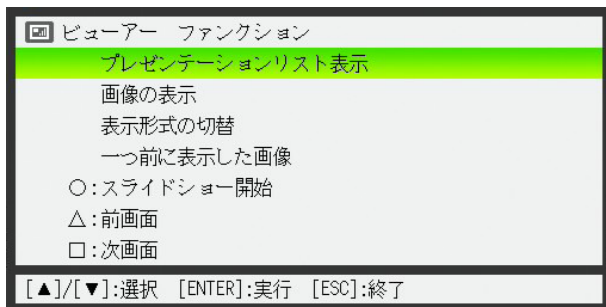 ビューアー ファンクション
プレゼンテーションリスト表示
画像の表示
表示形式の切替
一つ前に表示した画像
○:スライドショー開始
△:前画面
□:次画面
[▲]/[▼]:選択 [ENTER]:実行 [ESC]:終了